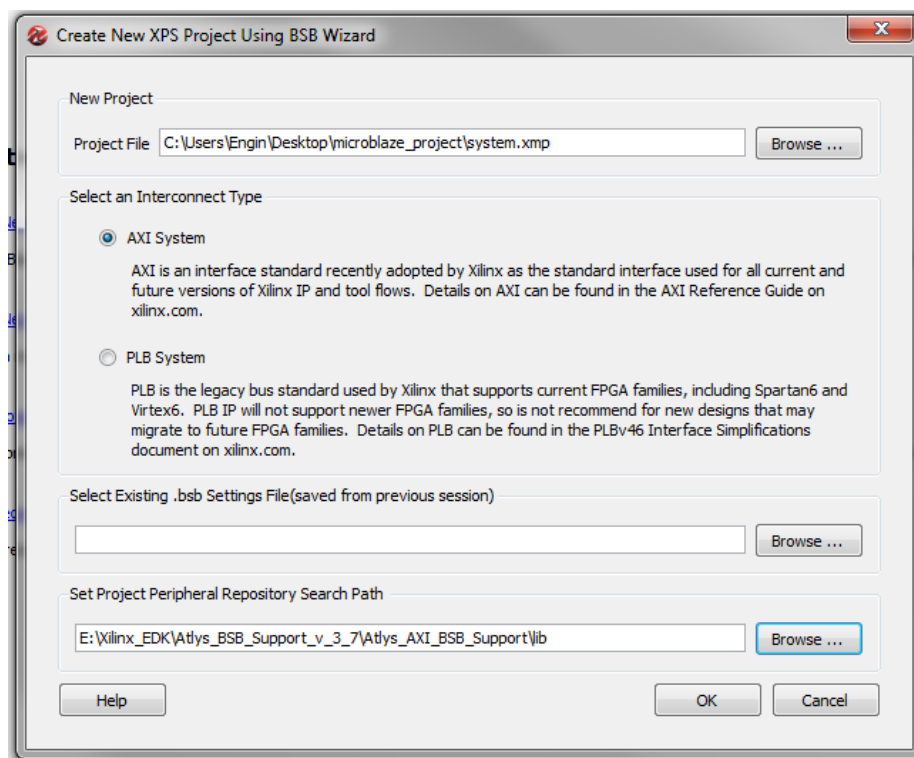 Create New XPS Project Using BSB Wizard
New Project
Project File C:\Users\Engin\Desktop\microblaze_project\system.xmp Browse ...
Select an Interconnect Type
AXI System
AXI is an interface standard recently adopted by Xilinx as the standard interface used for all current and
future versions of Xilinx IP and tool flows. Details on AXI can be found in the AXI Reference Guide on
xilinx.com.
PLB System
PLB is the legacy bus standard used by Xilinx that supports current FPGA families, including Spartan6 and
Virtex6. PLB IP will not support newer FPGA families, so is not recommend for new designs that may
migrate to future FPGA families. Details on PLB can be found in the PLBv46 Interface Simplifications
document on xilinx.com.
Select Existing .bsb Settings File(saved from previous session)
Browse ...
Set Project Peripheral Repository Search Path
E:\Xilinx_EDK\Atlys_BSB_Support_v_3_7\Atlys_AXI_BSB_Support\lib Browse ...
Help OK Cancel